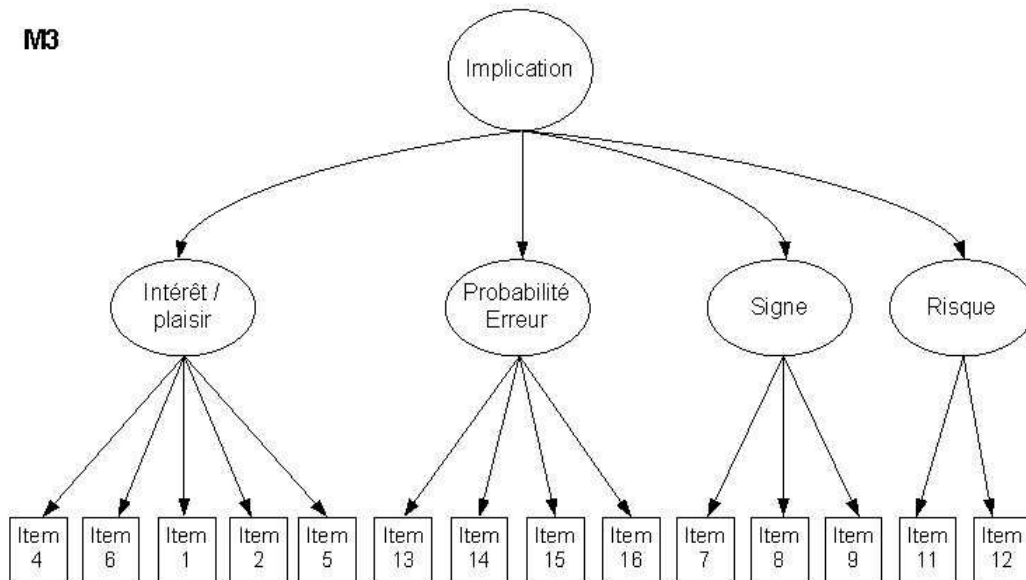 M3
Implication
Intérêt /
plaisir
Probabilité
Erreur
Signe
Risque
Item
4
Item
6
Item
1
Item
2
Item
5
Item
13
Item
14
Item
15
Item
16
Item
7
Item
8
Item
9
Item
11
Item
12